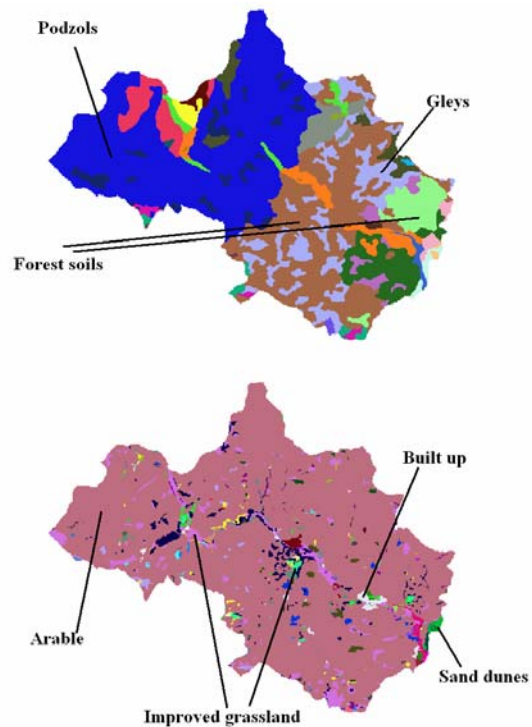 Podzols
Gleys
Forest soils
Built up
Arable
Sand dunes
Improved grassland